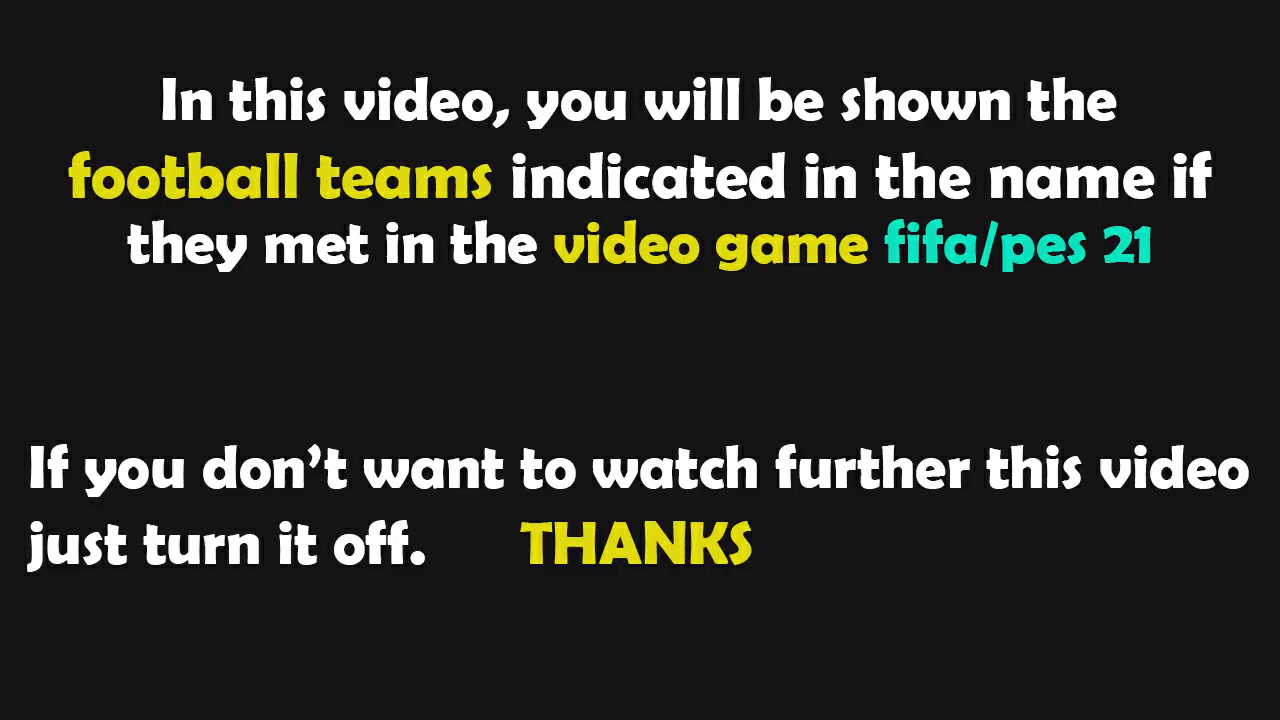 In this video, you will be shown the
football teams indicated in the name if
they met in the video game fifa/pes 21
If you don't want to watch further this video
just turn it off. THANKS